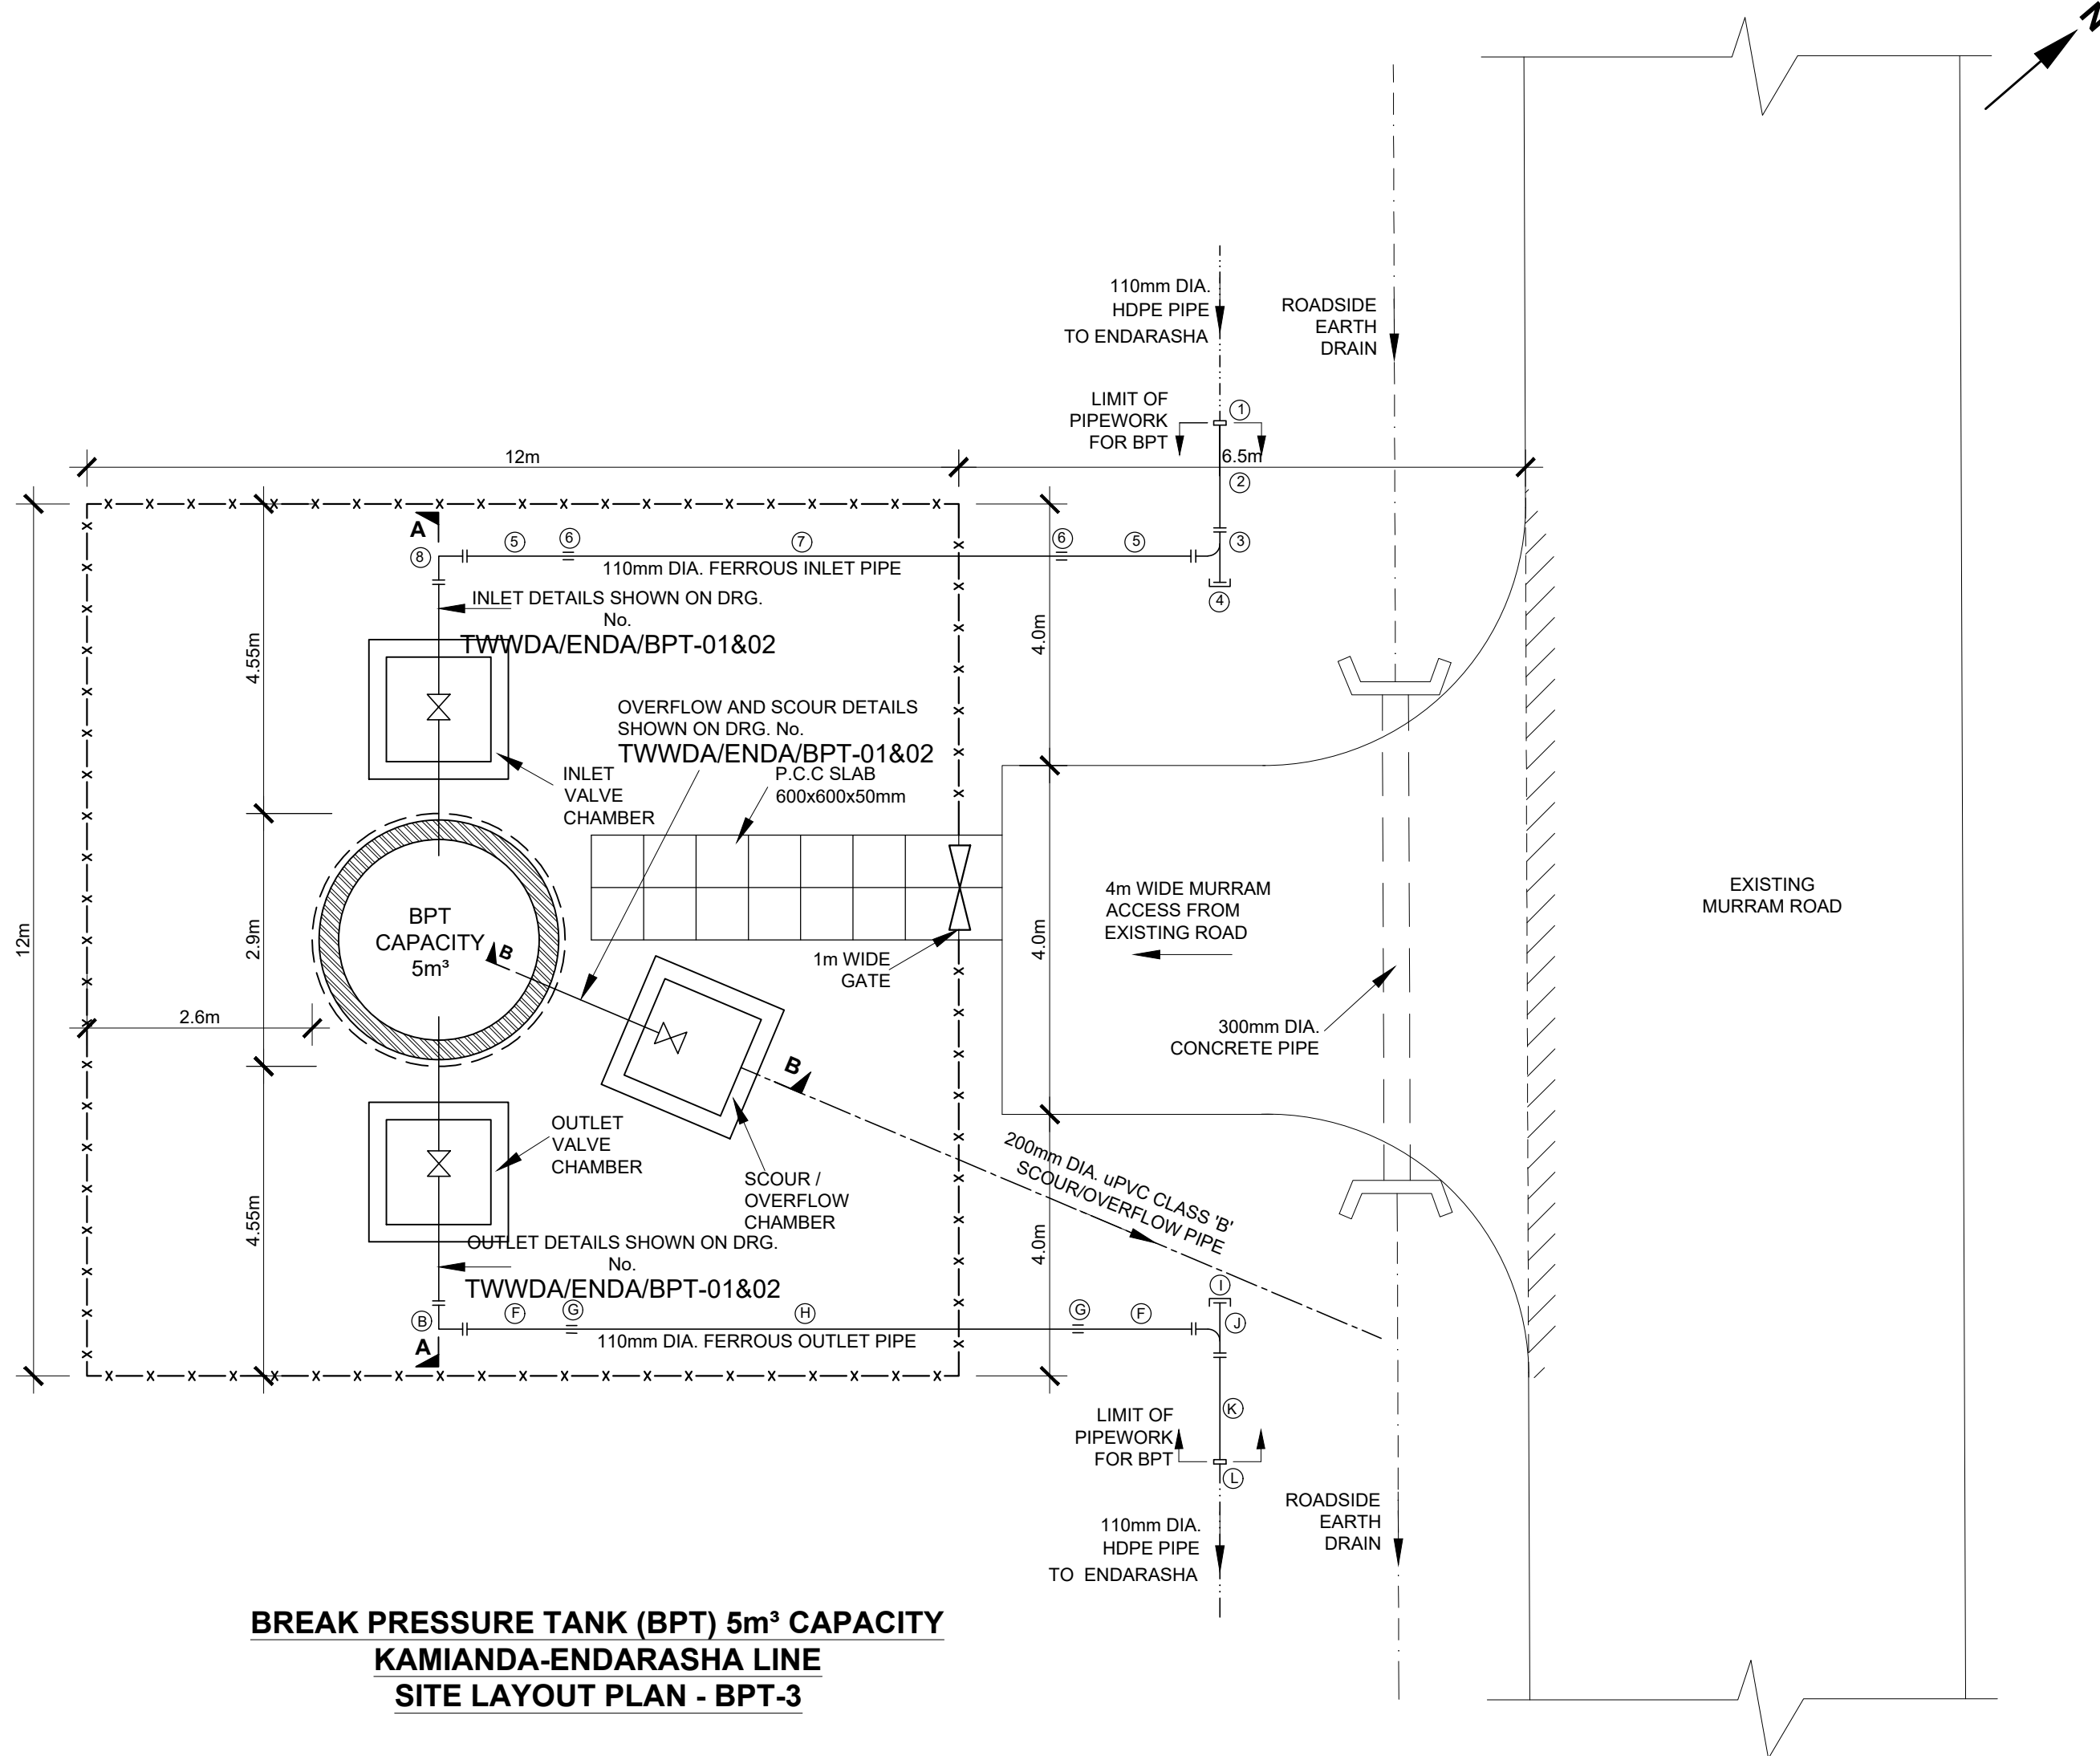 N
110mm DIA.
HDPE PIPE
TO ENDARASHA
ROADSIDE
EARTH
DRAIN
LIMIT OF
PIPEWORK
FOR BPT
1
12m
6.5m
2
A
8
5
6
7
6
5
3
110mm DIA. FERROUS INLET PIPE
4
INLET DETAILS SHOWN ON DRG.
No.
TWWDA/ENDA/BPT-01&02
4.55m
4.0m
OVERFLOW AND SCOUR DETAILS
SHOWN ON DRG. No.
TWWDA/ENDA/BPT-01&02
INLET
VALVE
CHAMBER
P.C.C SLAB
600x600x50mm
BPT
CAPACITY
5m³
B
12m
2.9m
2.6m
1m WIDE
GATE
4.0m
4m WIDE MURRAM
ACCESS FROM
EXISTING ROAD
EXISTING
MURRAM ROAD
300mm DIA.
CONCRETE PIPE
B
OUTLET
VALVE
CHAMBER
SCOUR /
OVERFLOW
CHAMBER
200mm DIA. uPVC CLASS 'B'
SCOUR/OVERFLOW PIPE
4.55m
4.0m
OUTLET DETAILS SHOWN ON DRG.
No.
TWWDA/ENDA/BPT-01&02
I
B
F
G
H
G
F
J
110mm DIA. FERROUS OUTLET PIPE
A
K
LIMIT OF
PIPEWORK
FOR BPT
L
110mm DIA.
HDPE PIPE
TO ENDARASHA
ROADSIDE
EARTH
DRAIN
BREAK PRESSURE TANK (BPT) 5m³ CAPACITY
KAMIANDA-ENDARASHA LINE
SITE LAYOUT PLAN - BPT-3